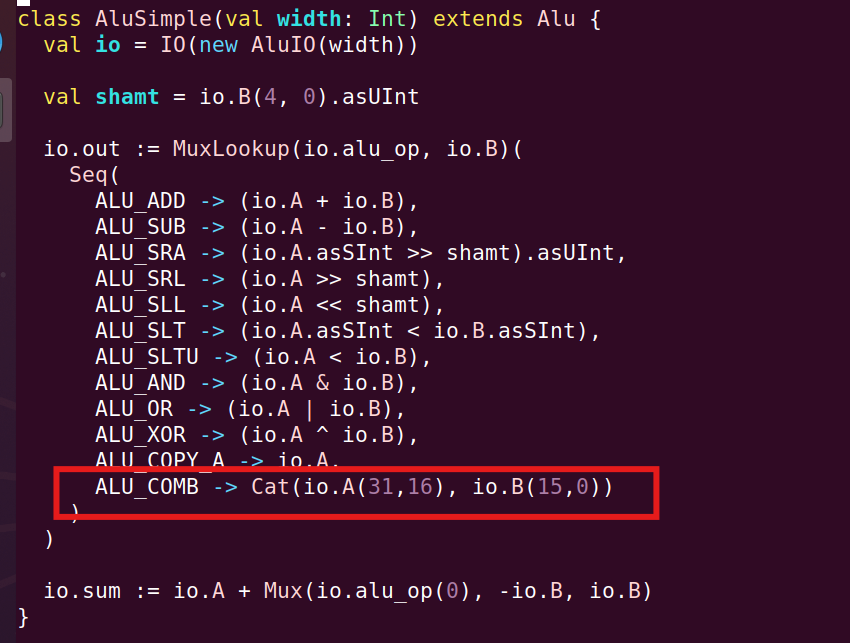 class AluSimple(val width: Int) extends Alu {
  val io = IO(new AluIO(width))

  val shamt = io.B(4, 0).asUInt

  io.out := MuxLookup(io.alu_op, io.B)(
    Seq(
      ALU_ADD -> (io.A + io.B),
      ALU_SUB -> (io.A - io.B),
      ALU_SRA -> (io.A.asSInt >> shamt).asUInt,
      ALU_SRL -> (io.A >> shamt),
      ALU_SLL -> (io.A << shamt),
      ALU_SLT -> (io.A.asSInt < io.B.asSInt),
      ALU_SLTU -> (io.A < io.B),
      ALU_AND -> (io.A & io.B),
      ALU_OR -> (io.A | io.B),
      ALU_XOR -> (io.A ^ io.B),
      ALU_COPY_A -> io.A,
      ALU_COMB -> Cat(io.A(31,16), io.B(15,0))
    )
  )

  io.sum := io.A + Mux(io.alu_op(0), -io.B, io.B)
}